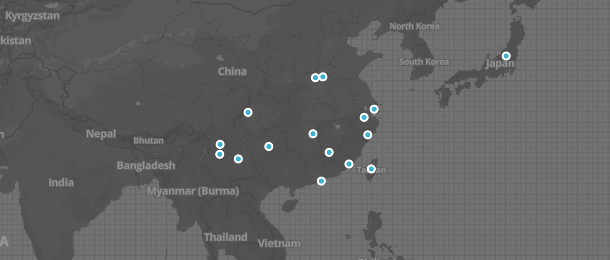 Kyrgyzstan
kistan
North Korea
South Korea
Japan
China
Nepal
Bhutan
Bangladesh
Taiwan
India
Myanmar (Burma)
Thailand
Vietnam